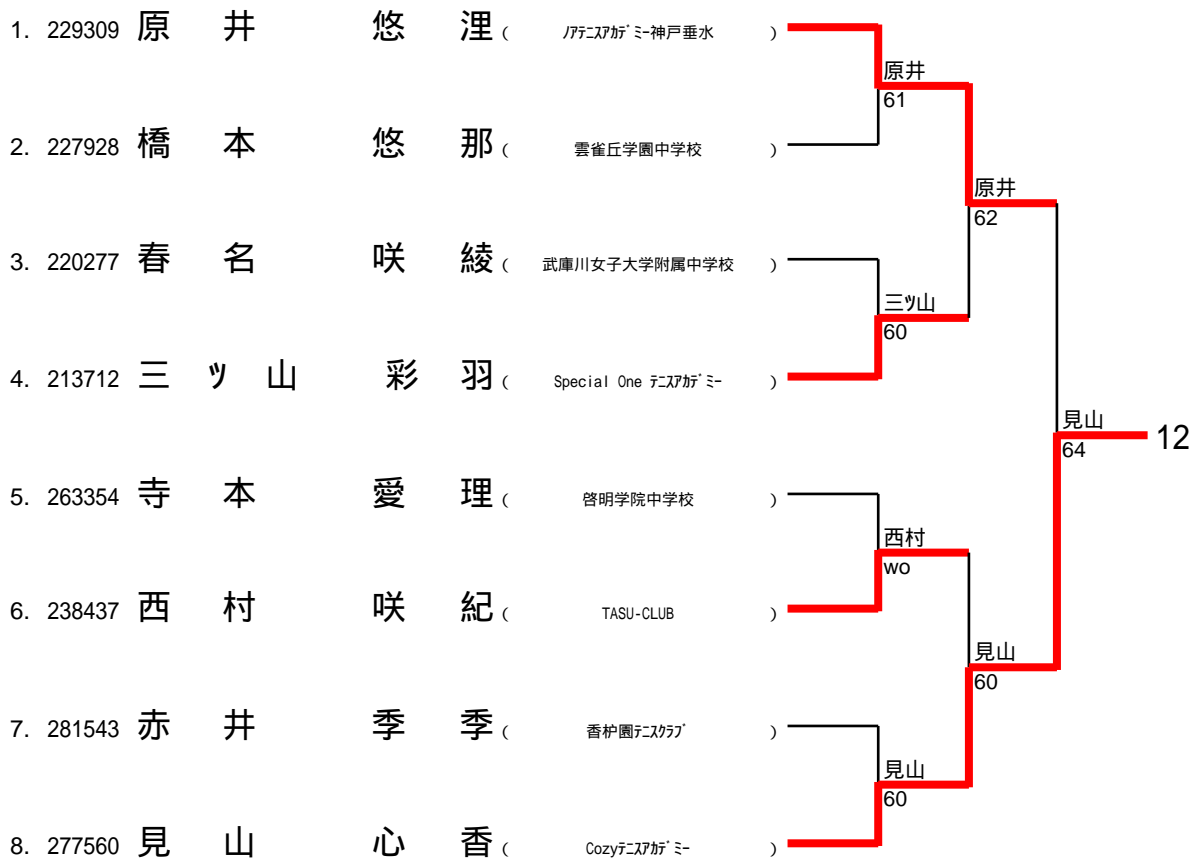 1. 229309 原 井 悠 浬 ( ﾉｱﾃﾆｽｱｶﾃﾞﾐｰ神戸垂水 )
原井
61
2. 227928 橋 本 悠 那 ( 雲雀丘学園中学校 )
原井
62
3. 220277 春 名 咲 綾 ( 武庫川女子大学附属中学校 )
三ッ山
60
4. 213712 三 ッ 山 彩 羽 ( Special One ﾃﾆｽｱｶﾃﾞﾐｰ )
見山
64
12
5. 263354 寺 本 愛 理 ( 啓明学院中学校 )
西村
wo
6. 238437 西 村 咲 紀 ( TASU-CLUB )
見山
60
7. 281543 赤 井 季 季 ( 香枦園ﾃﾆｽｸﾗﾌﾞ )
見山
60
8. 277560 見 山 心 香 ( Cozyﾃﾆｽｱｶﾃﾞﾐｰ )